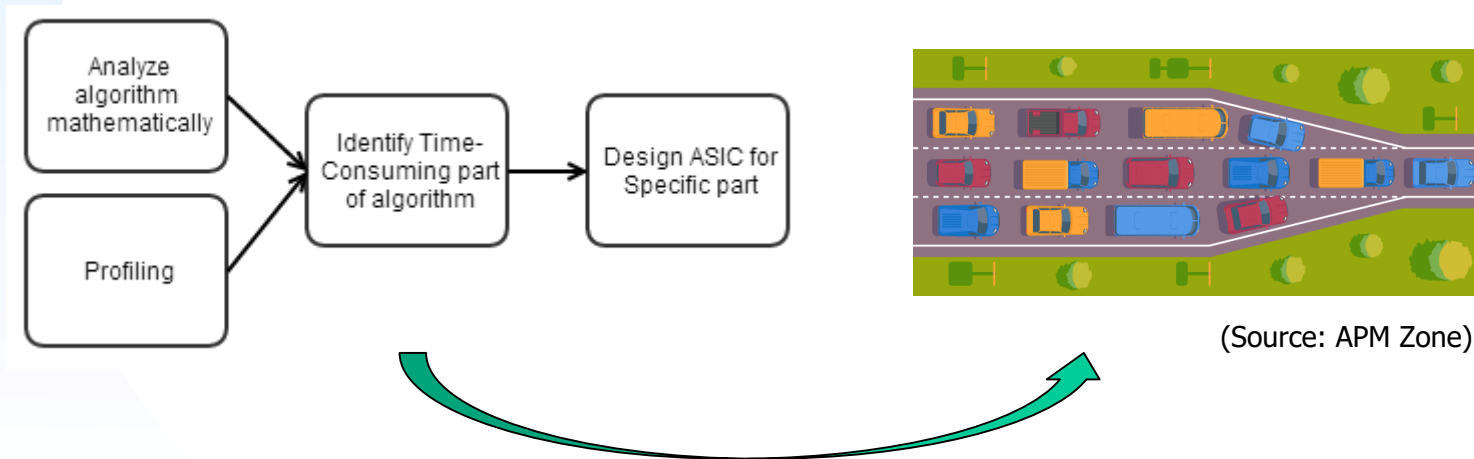 Analyze
algorithm
mathematically
Profiling
Identify Time-
Consuming part
of algorithm
Design ASIC for
Specific part
(Source: APM Zone)